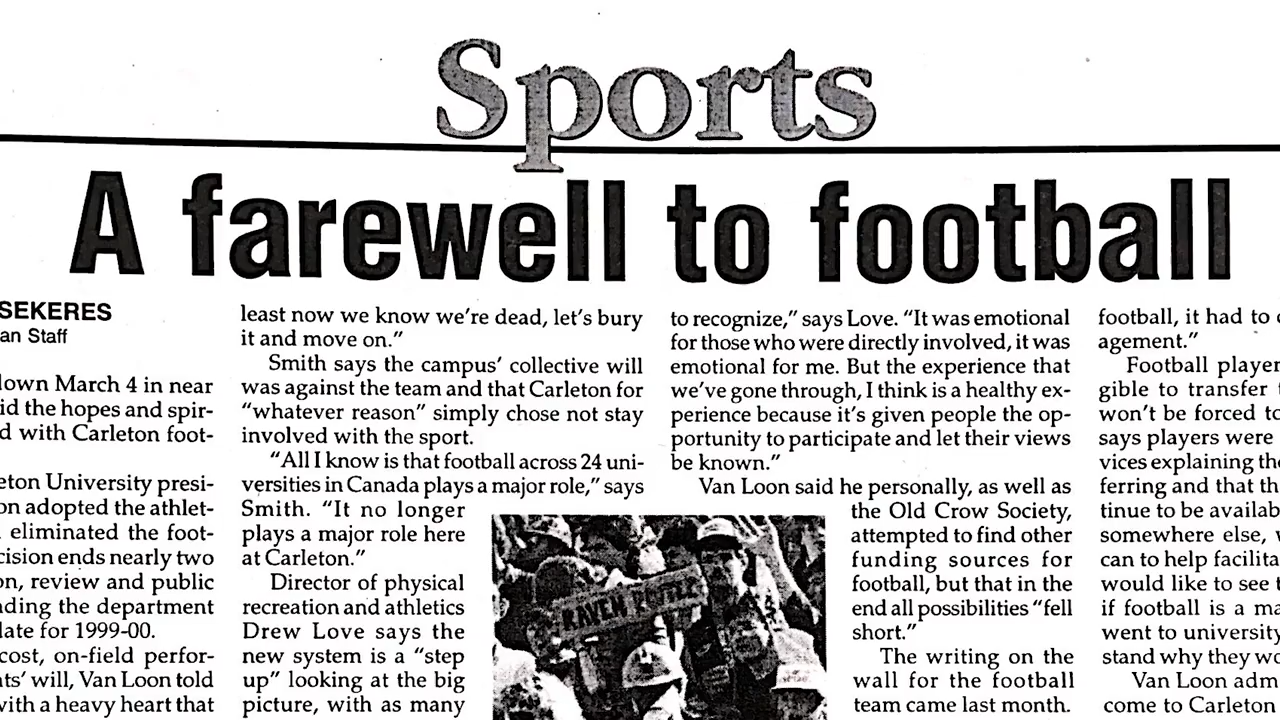 Sports
A farewell to football
SEKERES
an Staff
down March 4 in near
id the hopes and spir-
d with Carleton foot-
eton University presi-
on adopted the athlet-
eliminated the foot-
cision ends nearly two
on, review and public
nding the department
late for 1999-00.
cost, on-field perfor-
nts' will, Van Loon told
with a heavy heart that
least now we know we're dead, let's bury
it and move on."
Smith says the campus' collective will
was against the team and that Carleton for
"whatever reason" simply chose not stay
involved with the sport.
"All I know is that football across 24 uni-
versities in Canada plays a major role," says
Smith. "It no longer
plays a major role here
at Carleton."
Director of physical
recreation and athletics
Drew Love says the
new system is a "step
up" looking at the big
picture, with as many
RAVEN POWER
to recognize," says Love. "It was emotional
for those who were directly involved, it was
emotional for me. But the experience that
we've gone through, I think is a healthy ex-
perience because it's given people the op-
portunity to participate and let their views
be known."
Van Loon said he personally, as well as
the Old Crow Society,
attempted to find other
funding sources for
football, but that in the
end all possibilities "fell
short."
The writing on the
wall for the football
team came last month.
football, it had to
agement."
Football player
gible to transfer
won't be forced to
says players were
vices explaining the
ferring and that th
tinue to be availab
somewhere else,
can to help facilita
would like to see t
if football is a ma
went to university
stand why they wo
Van Loon adm
come to Carleton